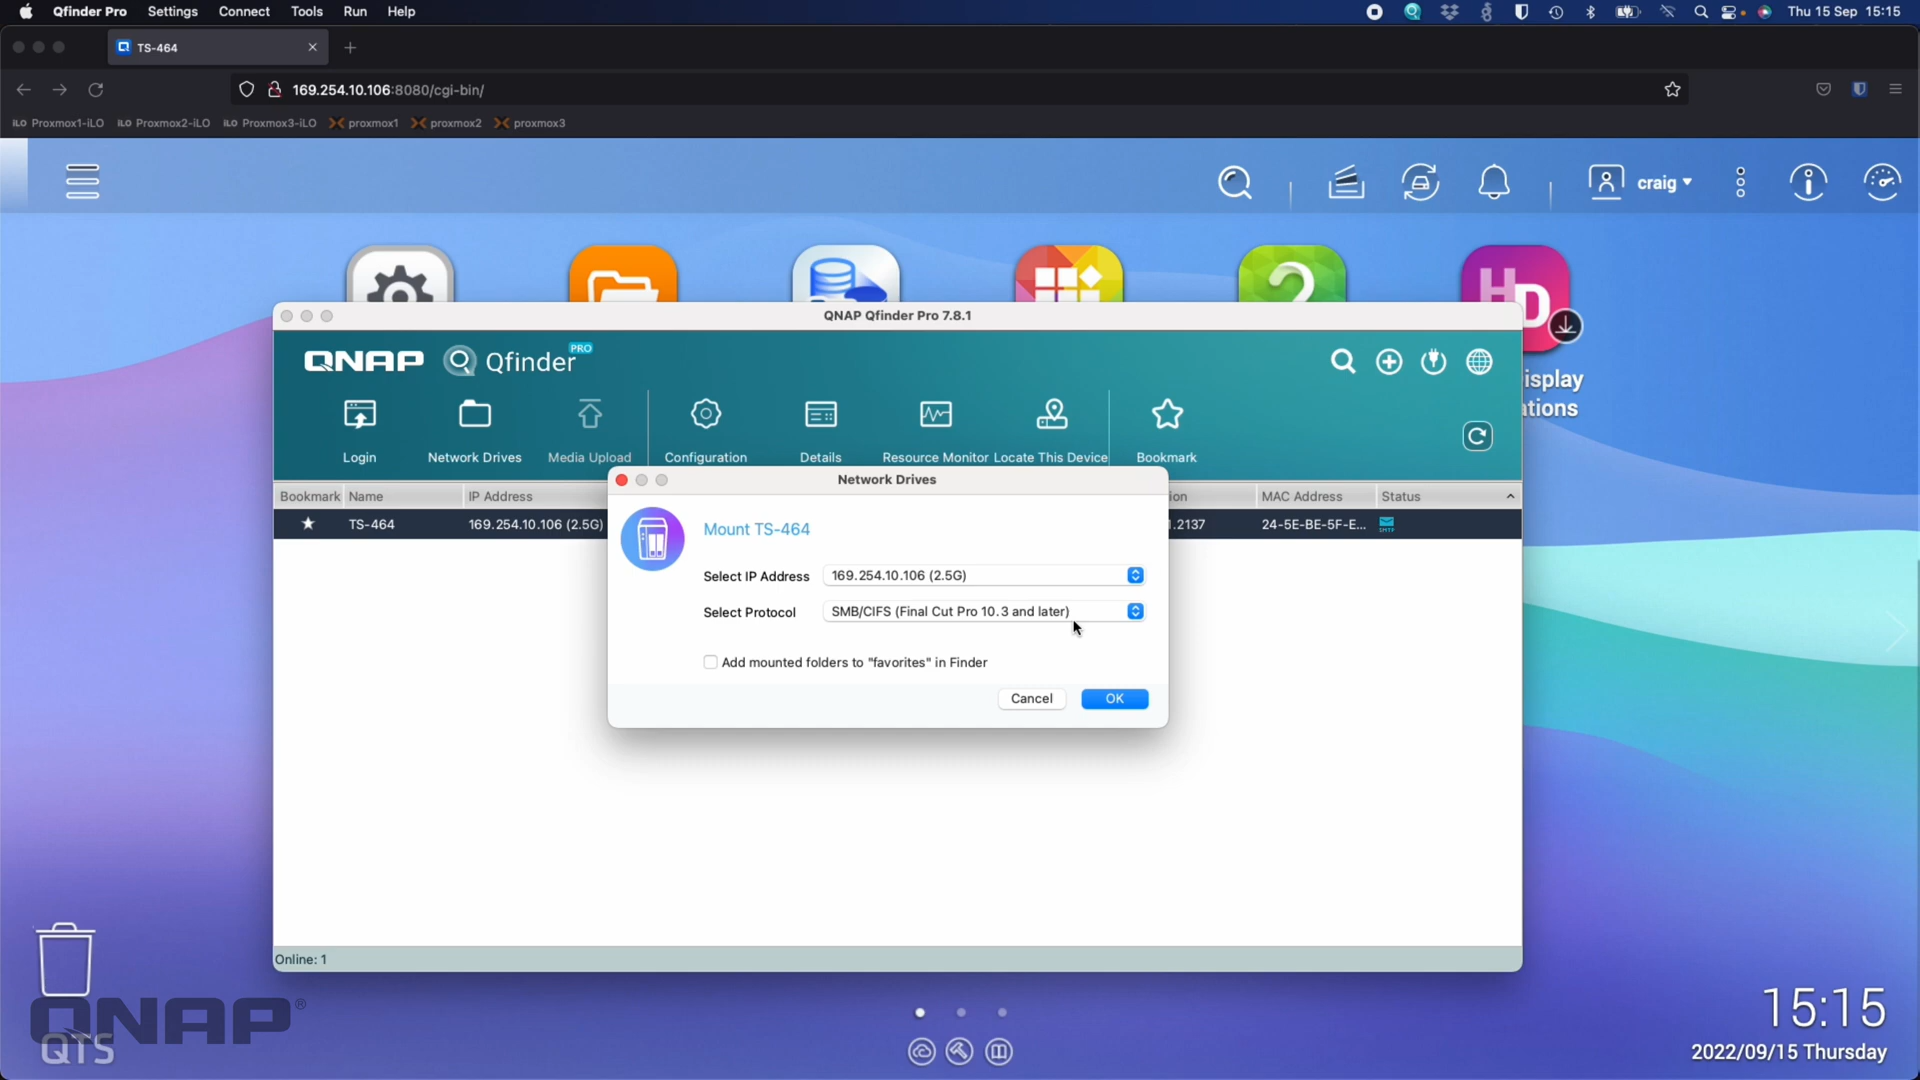 Qfinder Pro Settings Connect Tools Run Help Thu 15 Sep 15:15
TS-464
169.254.10.106:8080/cgi-bin/
iLO Proxmox1-iLO iLO Proxmox2-iLO iLO Proxmox3-iLO proxmox1 proxmox2 proxmox3
craig
HD
isplay
ations
QNAP Qfinder Pro 7.8.1
QNAP Qfinder PRO
Login Network Drives Media Upload Configuration Details Resource Monitor Locate This Device Bookmark
Network Drives
Bookmark Name IP Address ion MAC Address Status
TS-464 169.254.10.106 (2.5G) .2137 24-5E-BE-5F-E... SMTP
Mount TS-464
Select IP Address 169.254.10.106 (2.5G)
Select Protocol SMB/CIFS (Final Cut Pro 10.3 and later)
Add mounted folders to "favorites" in Finder
Cancel OK
Online: 1
QNAP®
QTS
15:15
2022/09/15 Thursday